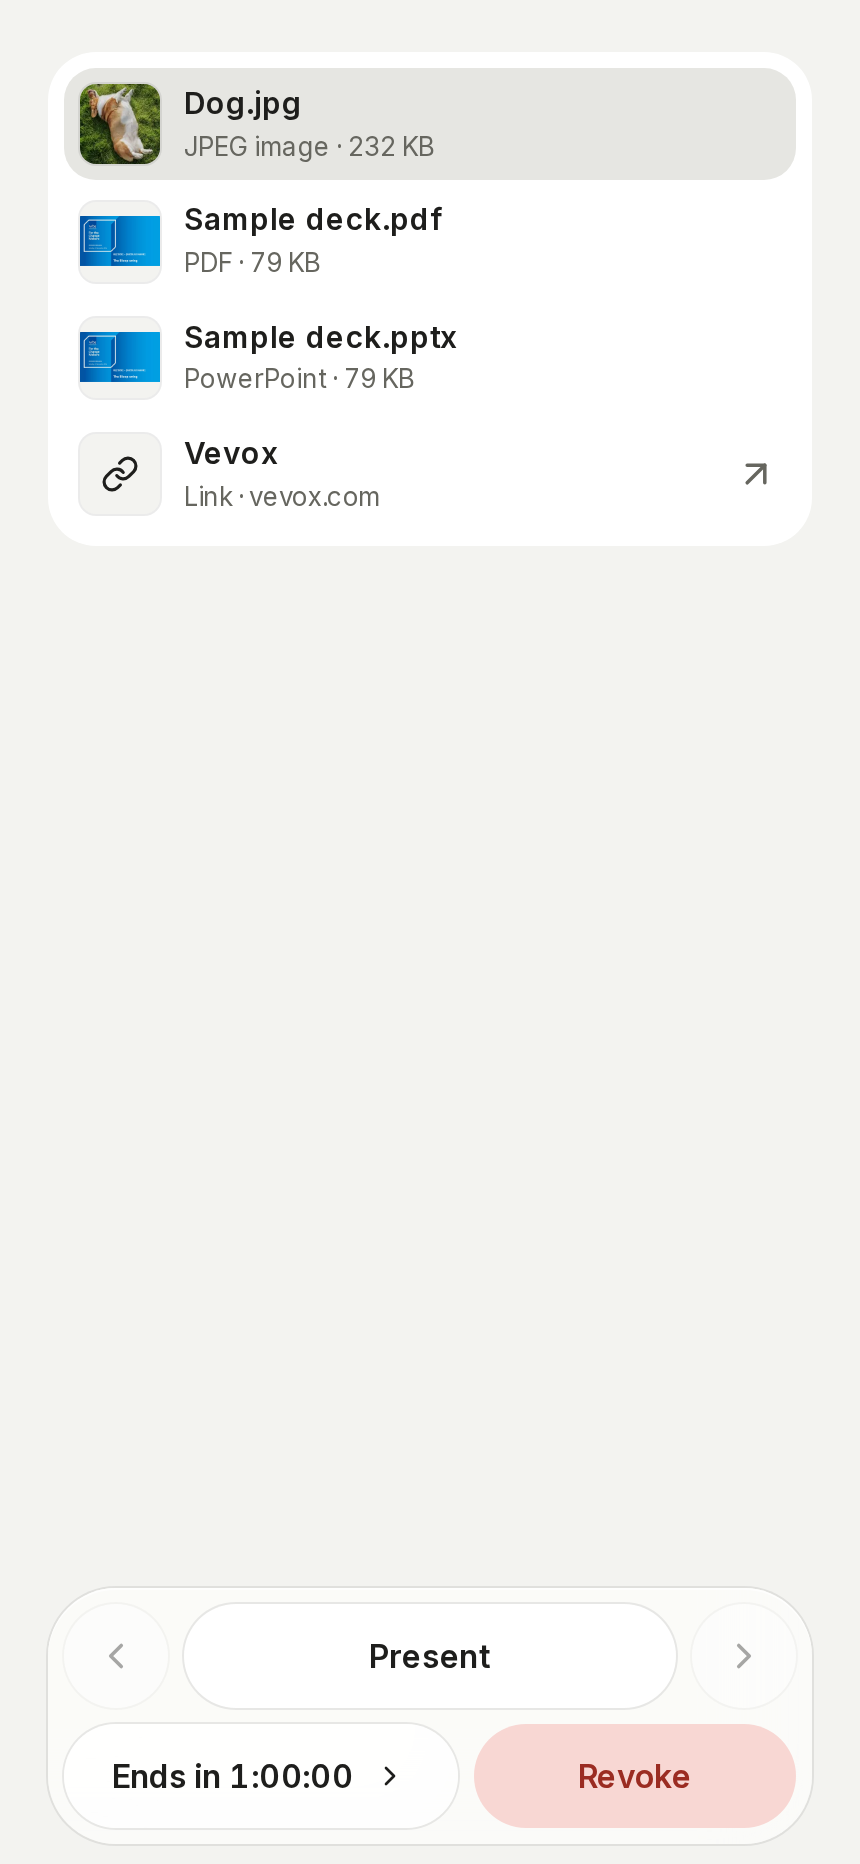 Dog.jpg
JPEG image · 232 KB
Sample deck.pdf
PDF · 79 KB
Sample deck.pptx
PowerPoint · 79 KB
Vevox
Link · vevox.com
Present
Ends in 1:00:00
Revoke